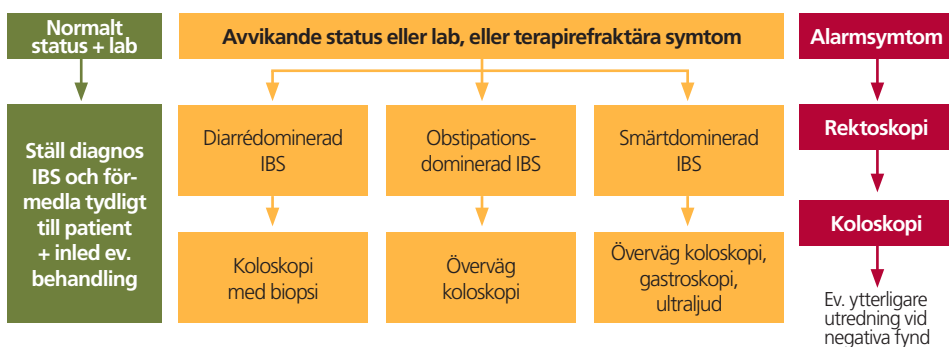 Normalt
status + lab
Ställ diagnos
IBS och för-
medla tydligt
till patient
+ inled ev.
behandling
Avvikande status eller lab, eller terapirefraktära symtom
Diarrédominerad
IBS
Koloskopi
med biopsi
Obstipations-
dominerad IBS
Överväg
koloskopi
Smärtdominerad
IBS
Överväg koloskopi,
gastroskopi,
ultraljud
Alarmsymtom
Rektoskopi
Koloskopi
Ev. ytterligare
utredning vid
negativa fynd